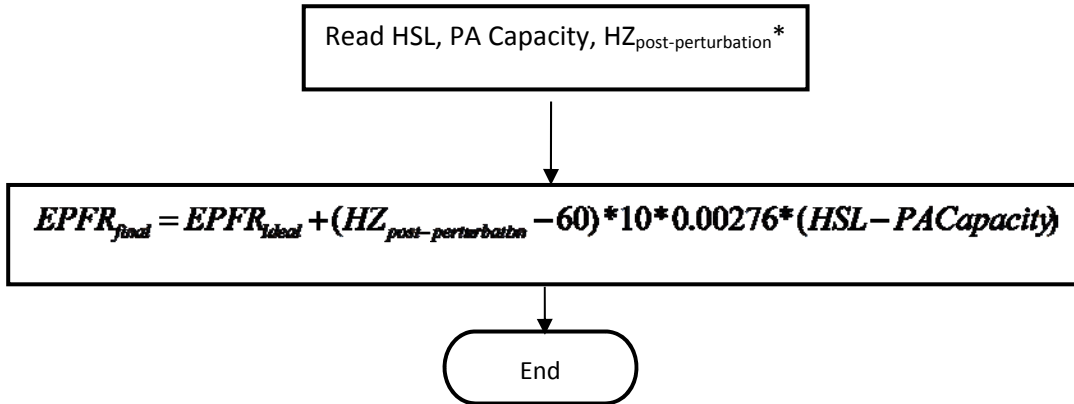 Read HSL, PA Capacity, HZpost-perturbation*
EPFRfinal = EPFRIdeal + (HZpost-perturbation − 60) * 10 * 0.00276 * (HSL − PACapacity)
End